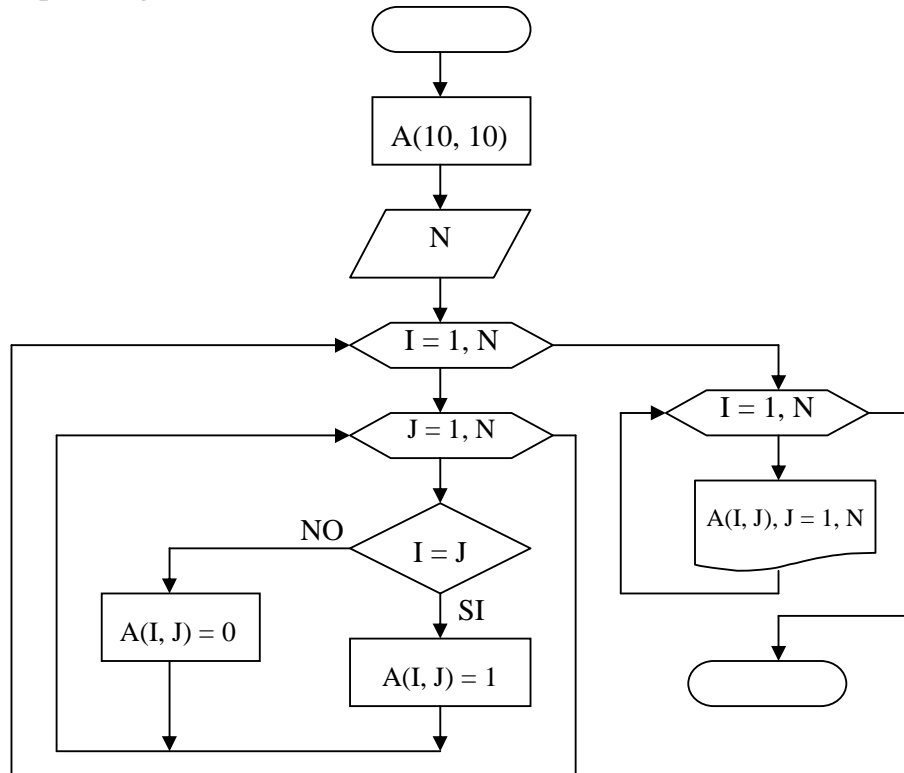 A(10, 10)
N
I = 1, N
J = 1, N
I = J
NO
SI
A(I, J) = 0
A(I, J) = 1
I = 1, N
A(I, J), J = 1, N